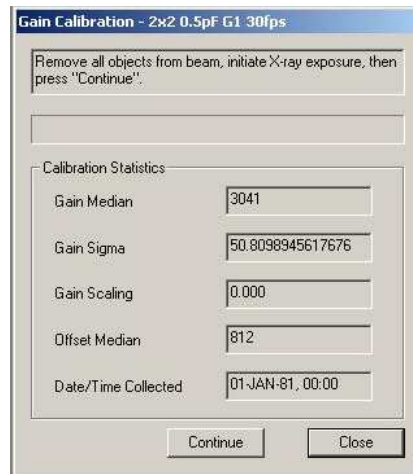 Gain Calibration - 2x2 0.5pF G1 30fps
Remove all objects from beam, initiate X-ray exposure, then
press "Continue".
Calibration Statistics
Gain Median 3041
Gain Sigma 50.8098945617676
Gain Scaling 0.000
Offset Median 812
Date/Time Collected 01-JAN-81, 00:00
Continue Close